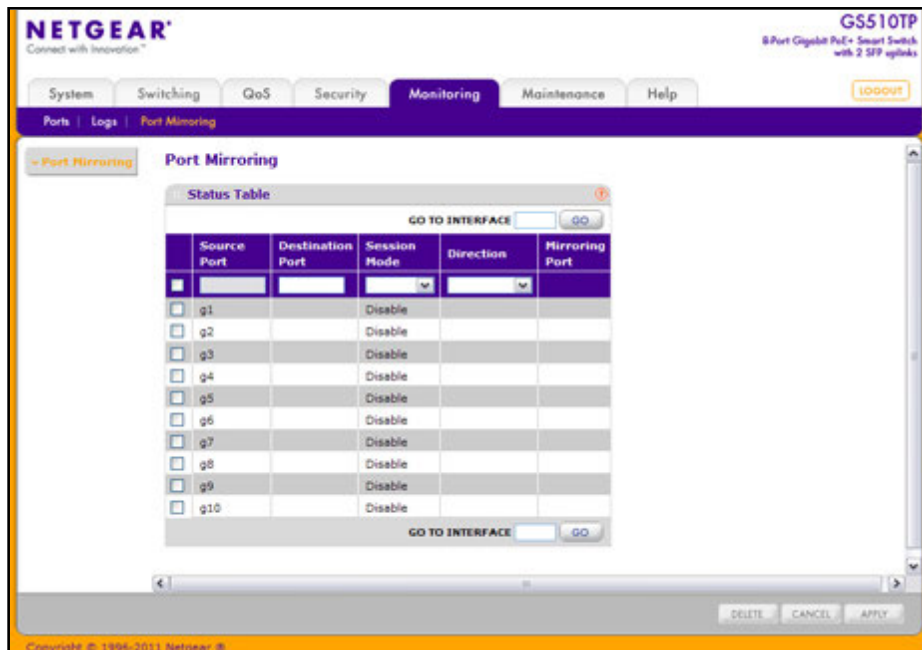 NETGEAR®
Connect with Innovation™
GS510TP
8 Port Gigabit PoE+ Smart Switch
with 2 SFP uplinks
System Switching QoS Security Monitoring Maintenance Help
LOGOUT
Ports | Logs | Port Mirroring
Port Mirroring
Port Mirroring
Status Table
GO TO INTERFACE GO
Source Port Destination Port Session Mode Direction Mirroring Port
g1 Disable
g2 Disable
g3 Disable
g4 Disable
g5 Disable
g6 Disable
g7 Disable
g8 Disable
g9 Disable
g10 Disable
GO TO INTERFACE GO
DELETE CANCEL APPLY
Copyright © 1996-2011 Netgear ®